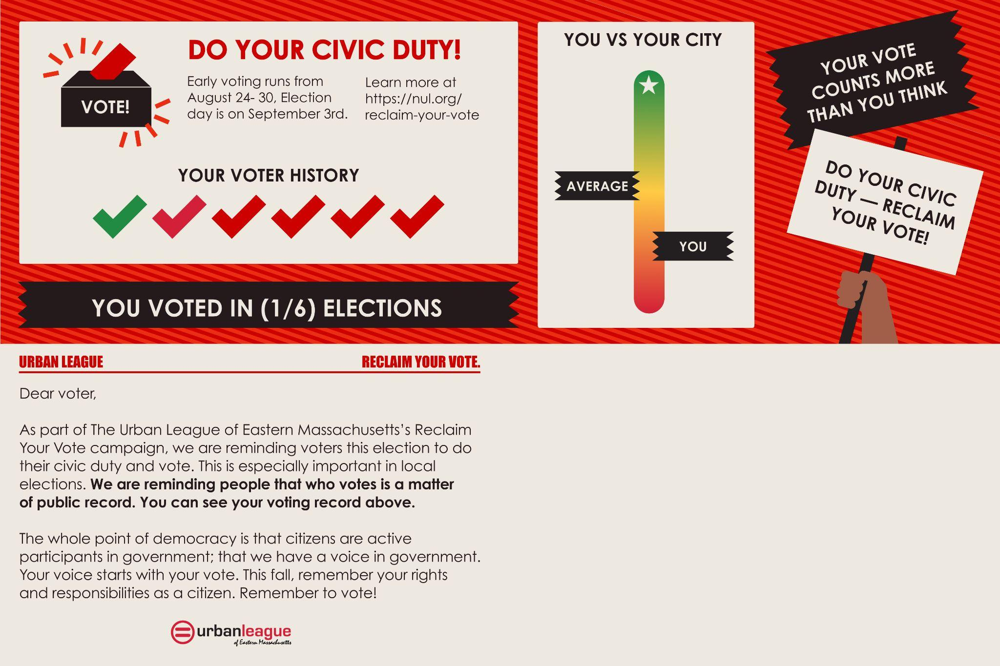 DO YOUR CIVIC DUTY!
VOTE!
Early voting runs from
August 24- 30, Election
day is on September 3rd.
Learn more at
https://nul.org/
reclaim-your-vote
YOUR VOTER HISTORY
YOU VOTED IN (1/6) ELECTIONS
YOU VS YOUR CITY
AVERAGE
YOU
YOUR VOTE
COUNTS MORE
THAN YOU THINK
DO YOUR CIVIC
DUTY — RECLAIM
YOUR VOTE!
URBAN LEAGUE
RECLAIM YOUR VOTE.
Dear voter,
As part of The Urban League of Eastern Massachusetts’s Reclaim
Your Vote campaign, we are reminding voters this election to do
their civic duty and vote. This is especially important in local
elections. We are reminding people that who votes is a matter
of public record. You can see your voting record above.
The whole point of democracy is that citizens are active
participants in government; that we have a voice in government.
Your voice starts with your vote. This fall, remember your rights
and responsibilities as a citizen. Remember to vote!
urbanleague
of Eastern Massachusetts